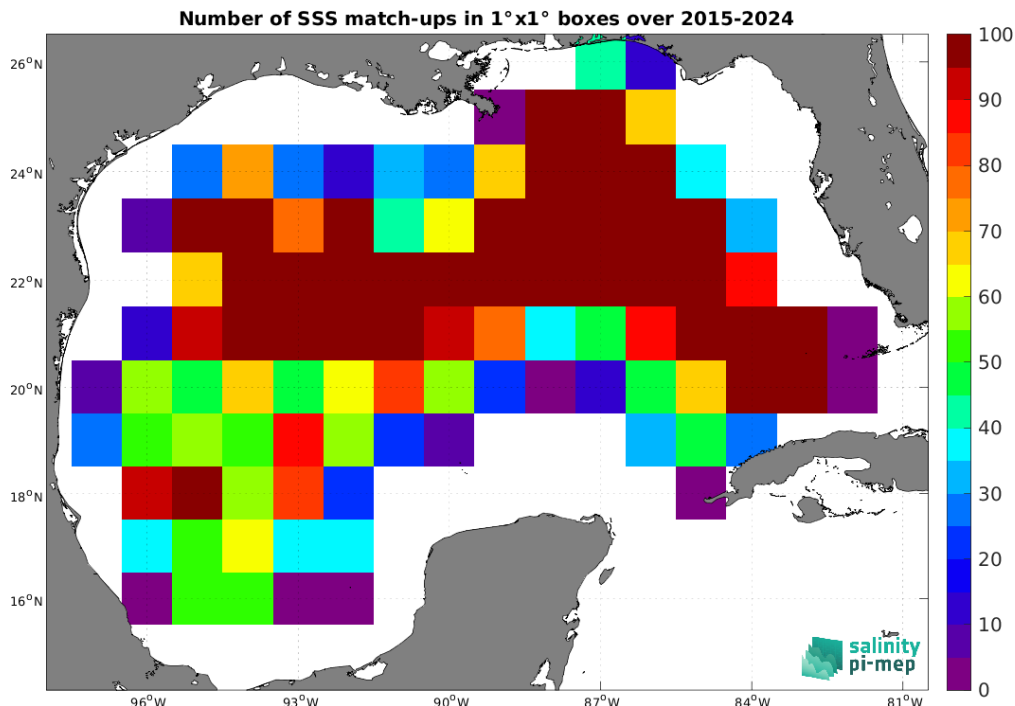 Number of SSS match-ups in 1°x1° boxes over 2015-2024
26°N
24°N
22°N
20°N
18°N
16°N
96°W 93°W 90°W 87°W 84°W 81°W
100
90
80
70
60
50
40
30
20
10
0
salinity
pi-mep